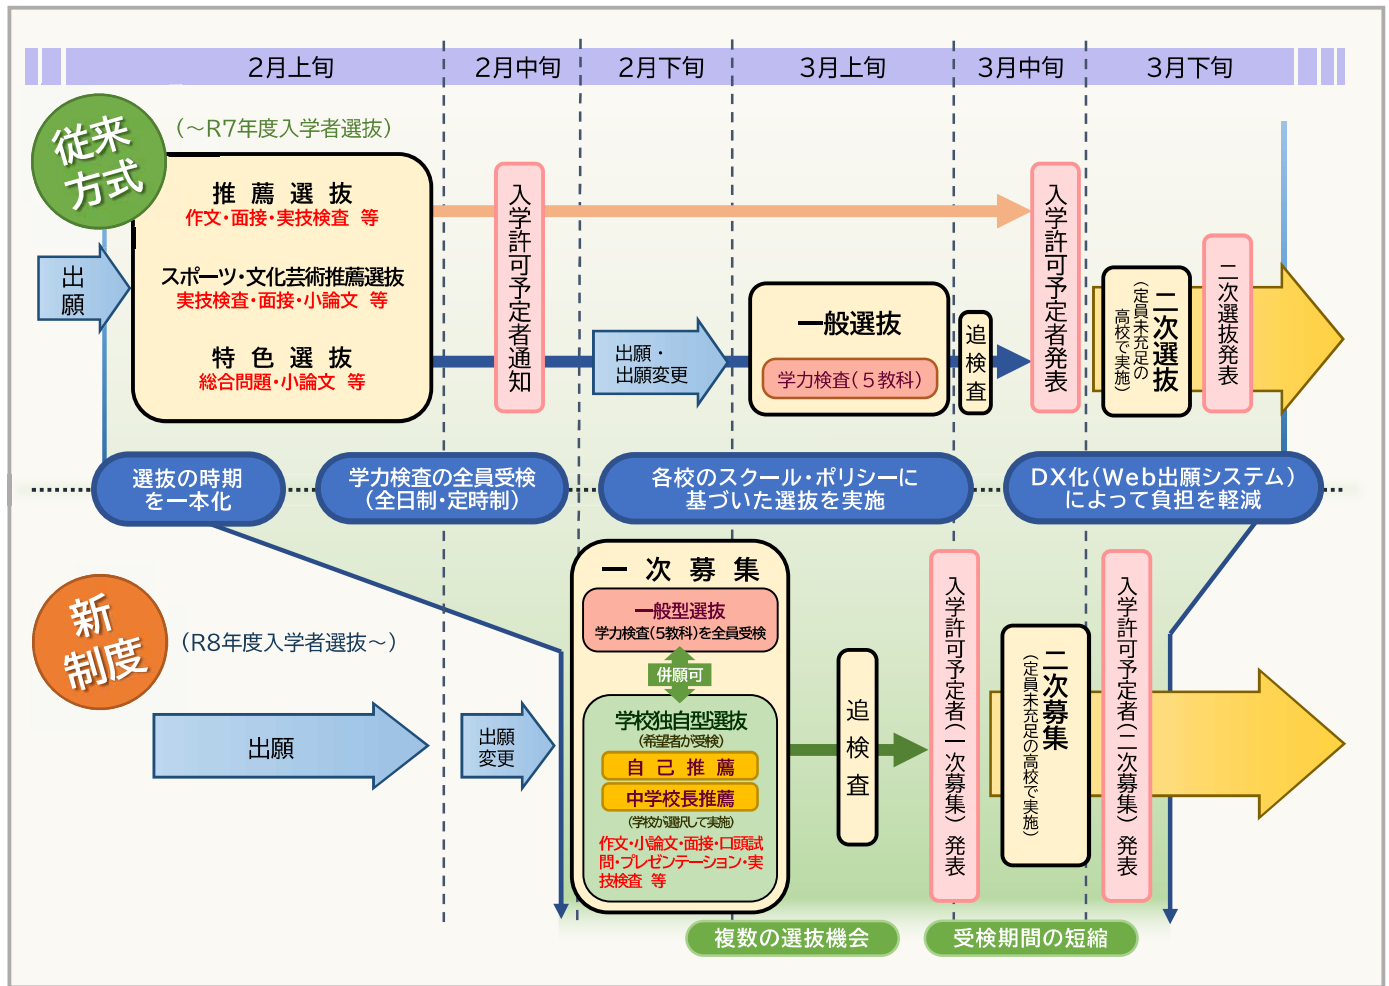 2月上旬
2月中旬
2月下旬
3月上旬
3月中旬
3月下旬
従来
方式
（～R7年度入学者選抜）
出
願
推薦選抜
作文・面接・実技検査 等
スポーツ・文化芸術推薦選抜
実技検査・面接・小論文 等
特色選抜
総合問題・小論文 等
入学許可予定者通知
出願・
出願変更
一般選抜
学力検査（５教科）
追検査
入学許可予定者発表
二次選抜
（定員未充足の
高校で実施）
二次選抜発表
選抜の時期
を一本化
学力検査の全員受検
（全日制・定時制）
各校のスクール・ポリシーに
基づいた選抜を実施
DX化（Web出願システム）
によって負担を軽減
新
制度
（R8年度入学者選抜～）
出願
出願
変更
一次募集
一般型選抜
学力検査（5教科）を全員受検
併願可
学校独自型選抜
（希望者が受検）
自己推薦
中学校長推薦
（学校が選択して実施）
作文・小論文・面接・口頭試
問・プレゼンテーション・実
技検査 等
追検査
入学許可予定者（一次募集）発表
二次募集
（定員未充足の高校で実施）
入学許可予定者（二次募集）発表
複数の選抜機会
受検期間の短縮